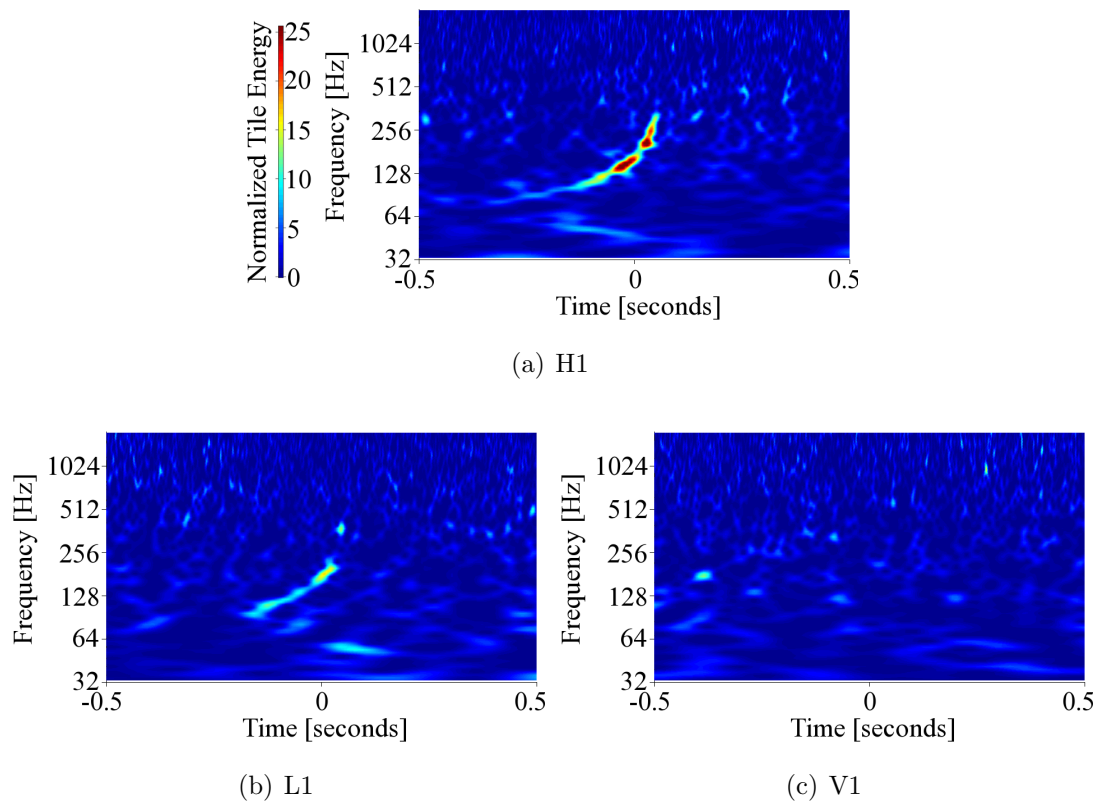 Normalized Tile Energy
25
20
15
10
5
0
Frequency [Hz]
1024
512
256
128
64
32
-0.5 0 0.5
Time [seconds]
(a) H1
Frequency [Hz]
1024
512
256
128
64
32
-0.5 0 0.5
Time [seconds]
(b) L1
Frequency [Hz]
1024
512
256
128
64
32
-0.5 0 0.5
Time [seconds]
(c) V1